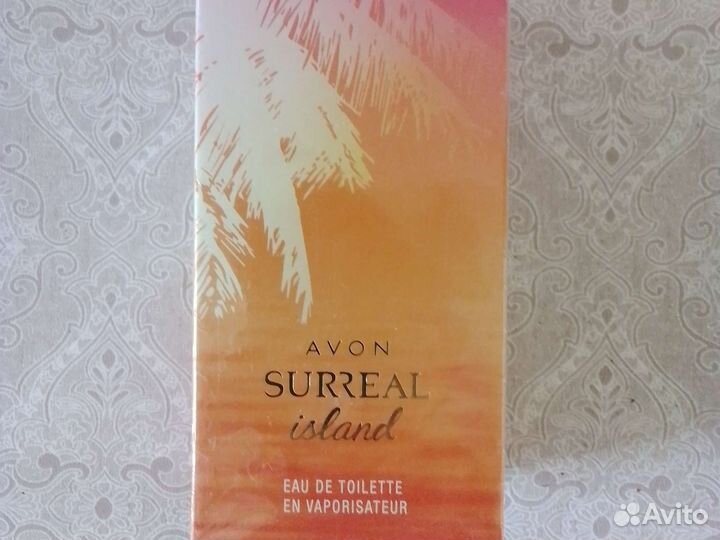 AVON
SURREAL
island
EAU DE TOILETTE
EN VAPORISATEUR
Avito